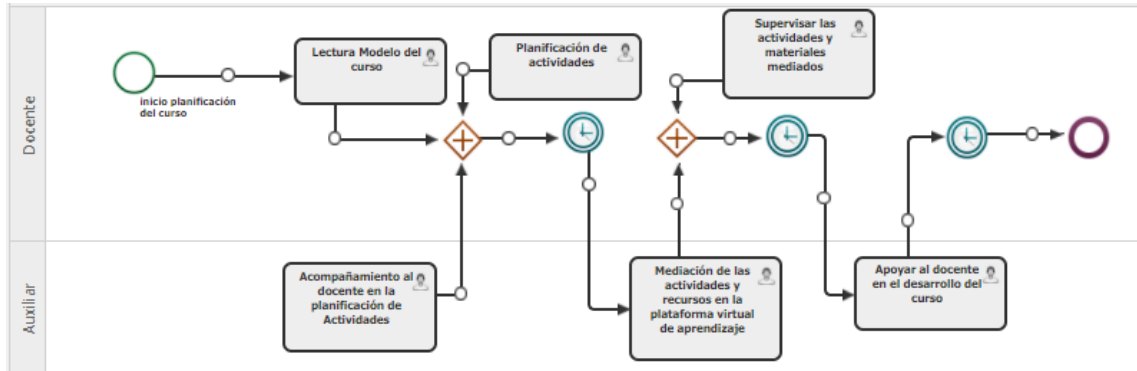 Docente
inicio planificación
del curso
Lectura Modelo del
curso
Planificación de
actividades
Supervisar las
actividades y
materiales
mediados
Auxiliar
Acompañamiento al
docente en la
planificación de
Actividades
Mediación de las
actividades y
recursos en la
plataforma virtual
de aprendizaje
Apoyar al docente
en el desarrollo del
curso